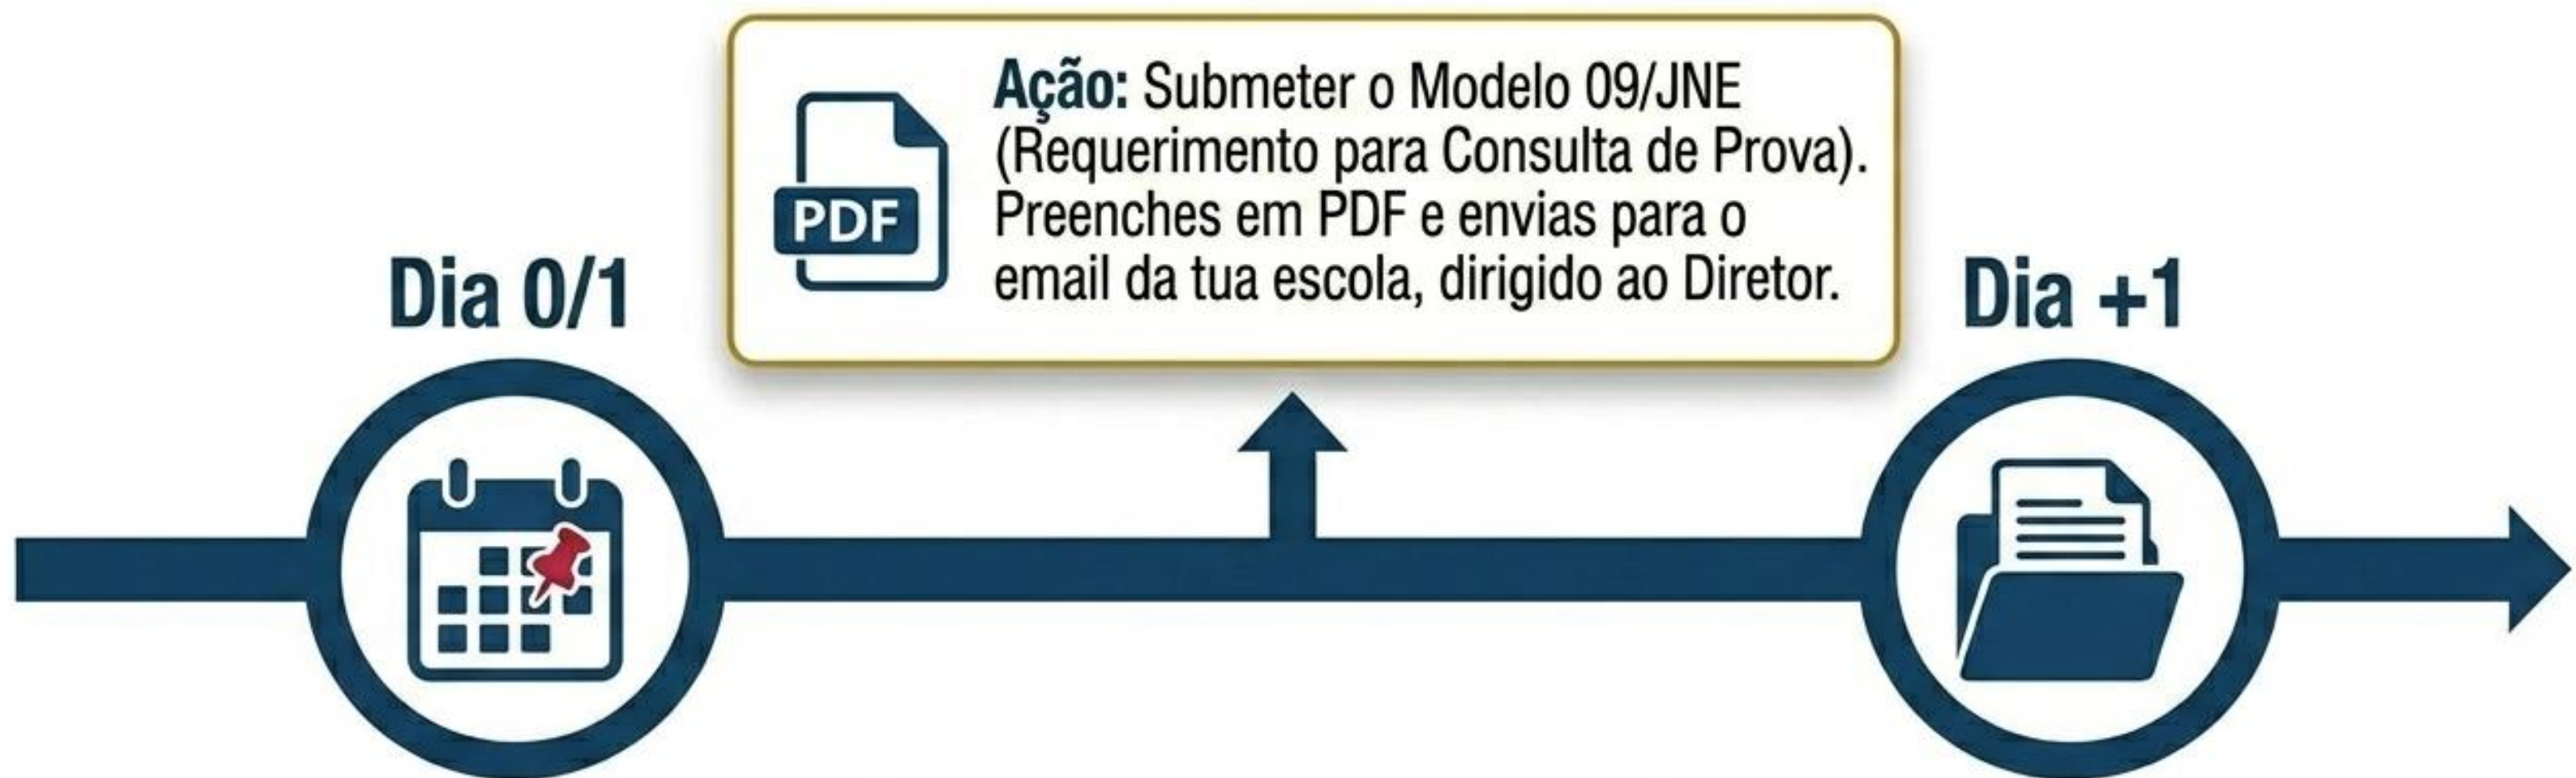 Ação: Submeter o Modelo 09/JNE
(Requerimento para Consulta de Prova).
Preenches em PDF e envias para o
email da tua escola, dirigido ao Diretor.
PDF
Dia 0/1
Dia +1